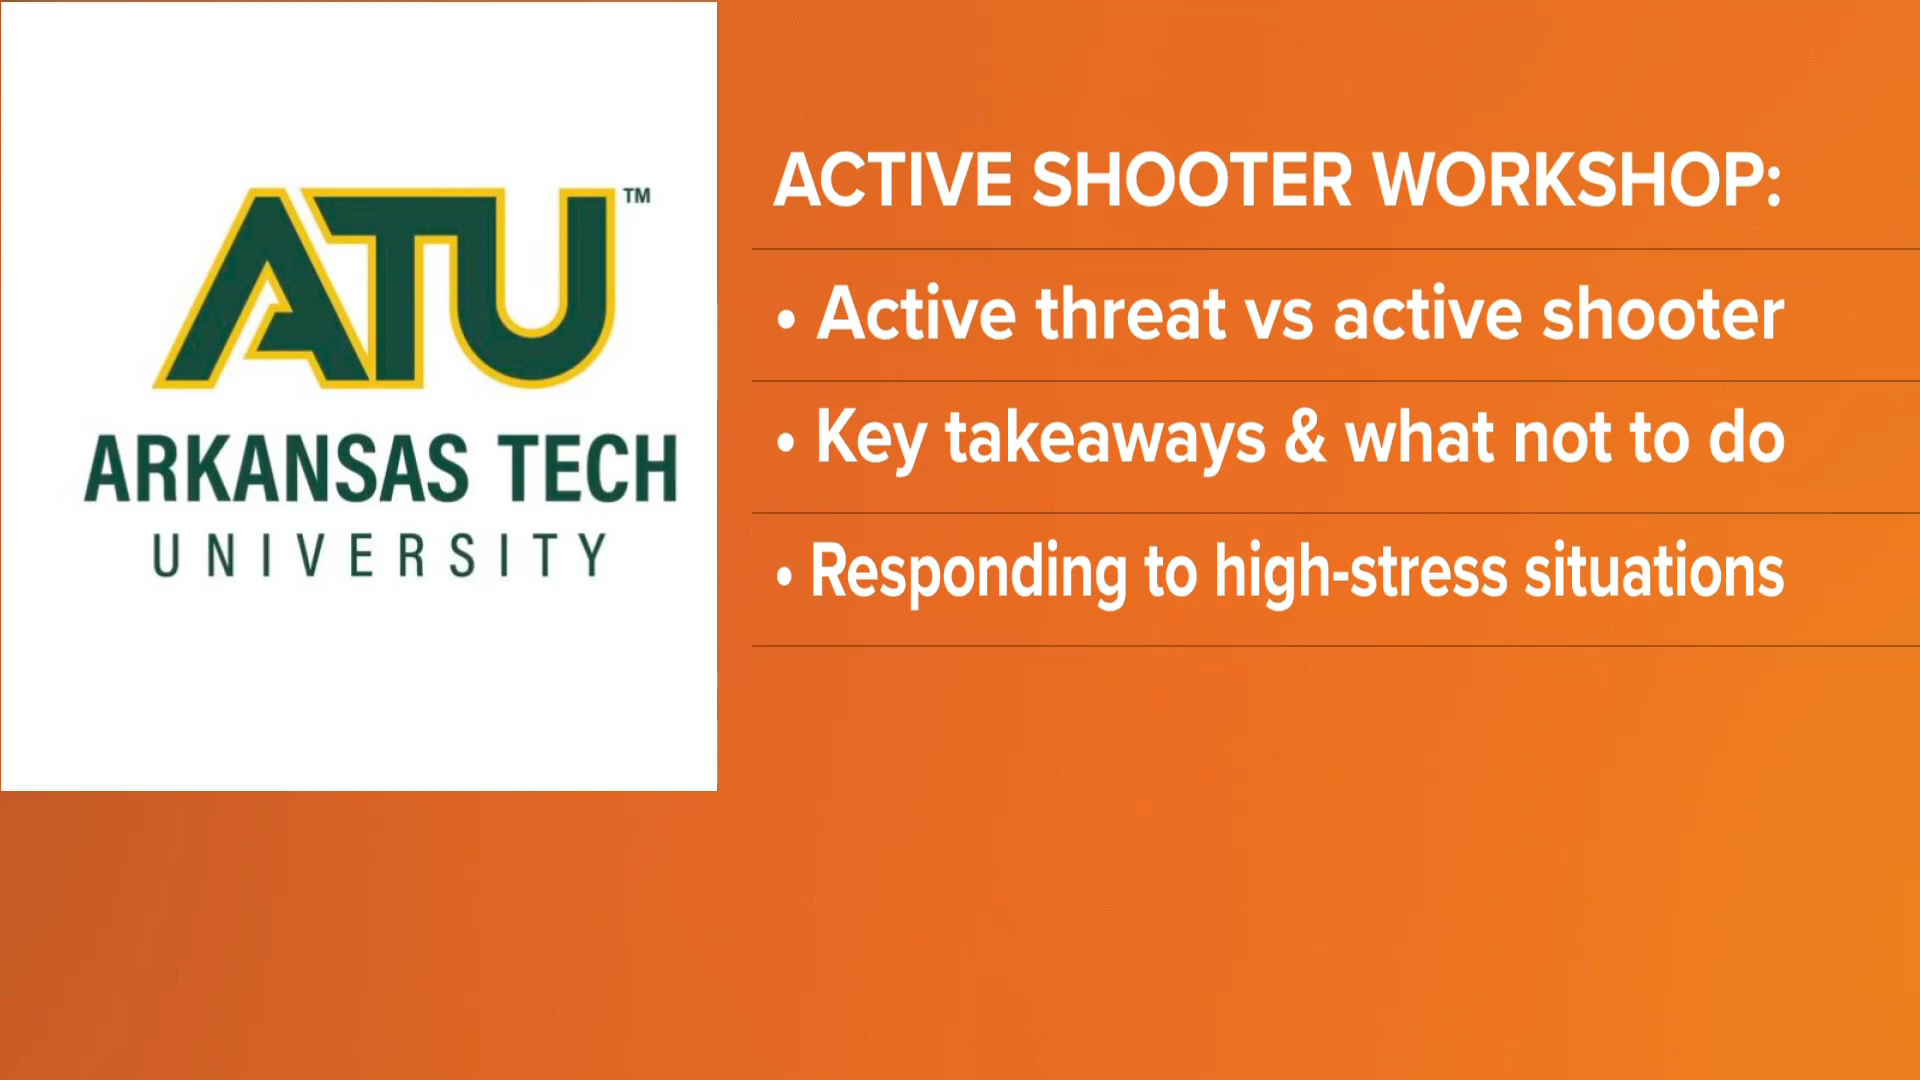 ATU™
ARKANSAS TECH
UNIVERSITY
ACTIVE SHOOTER WORKSHOP:
• Active threat vs active shooter
• Key takeaways & what not to do
• Responding to high-stress situations